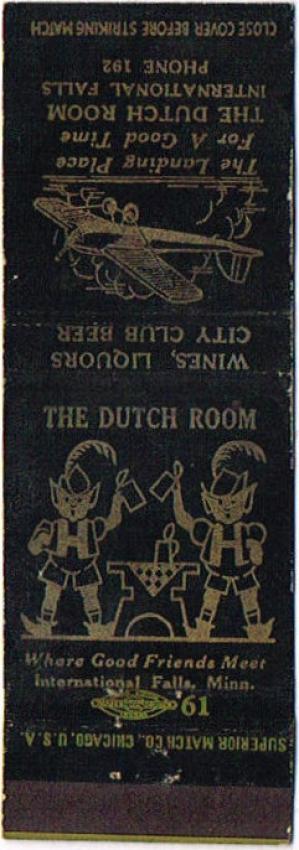 CLOSE COVER BEFORE STRIKING MATCH
PHONE 192
INTERNATIONAL FALLS
THE DUTCH ROOM
For A Good Time
The Landing Place
CITY CLUB BEER
WINES, LIQUORS
THE DUTCH ROOM
H H
Where Good Friends Meet
International Falls, Minn.
61
SUPERIOR MATCH CO., CHICAGO, U.S.A.